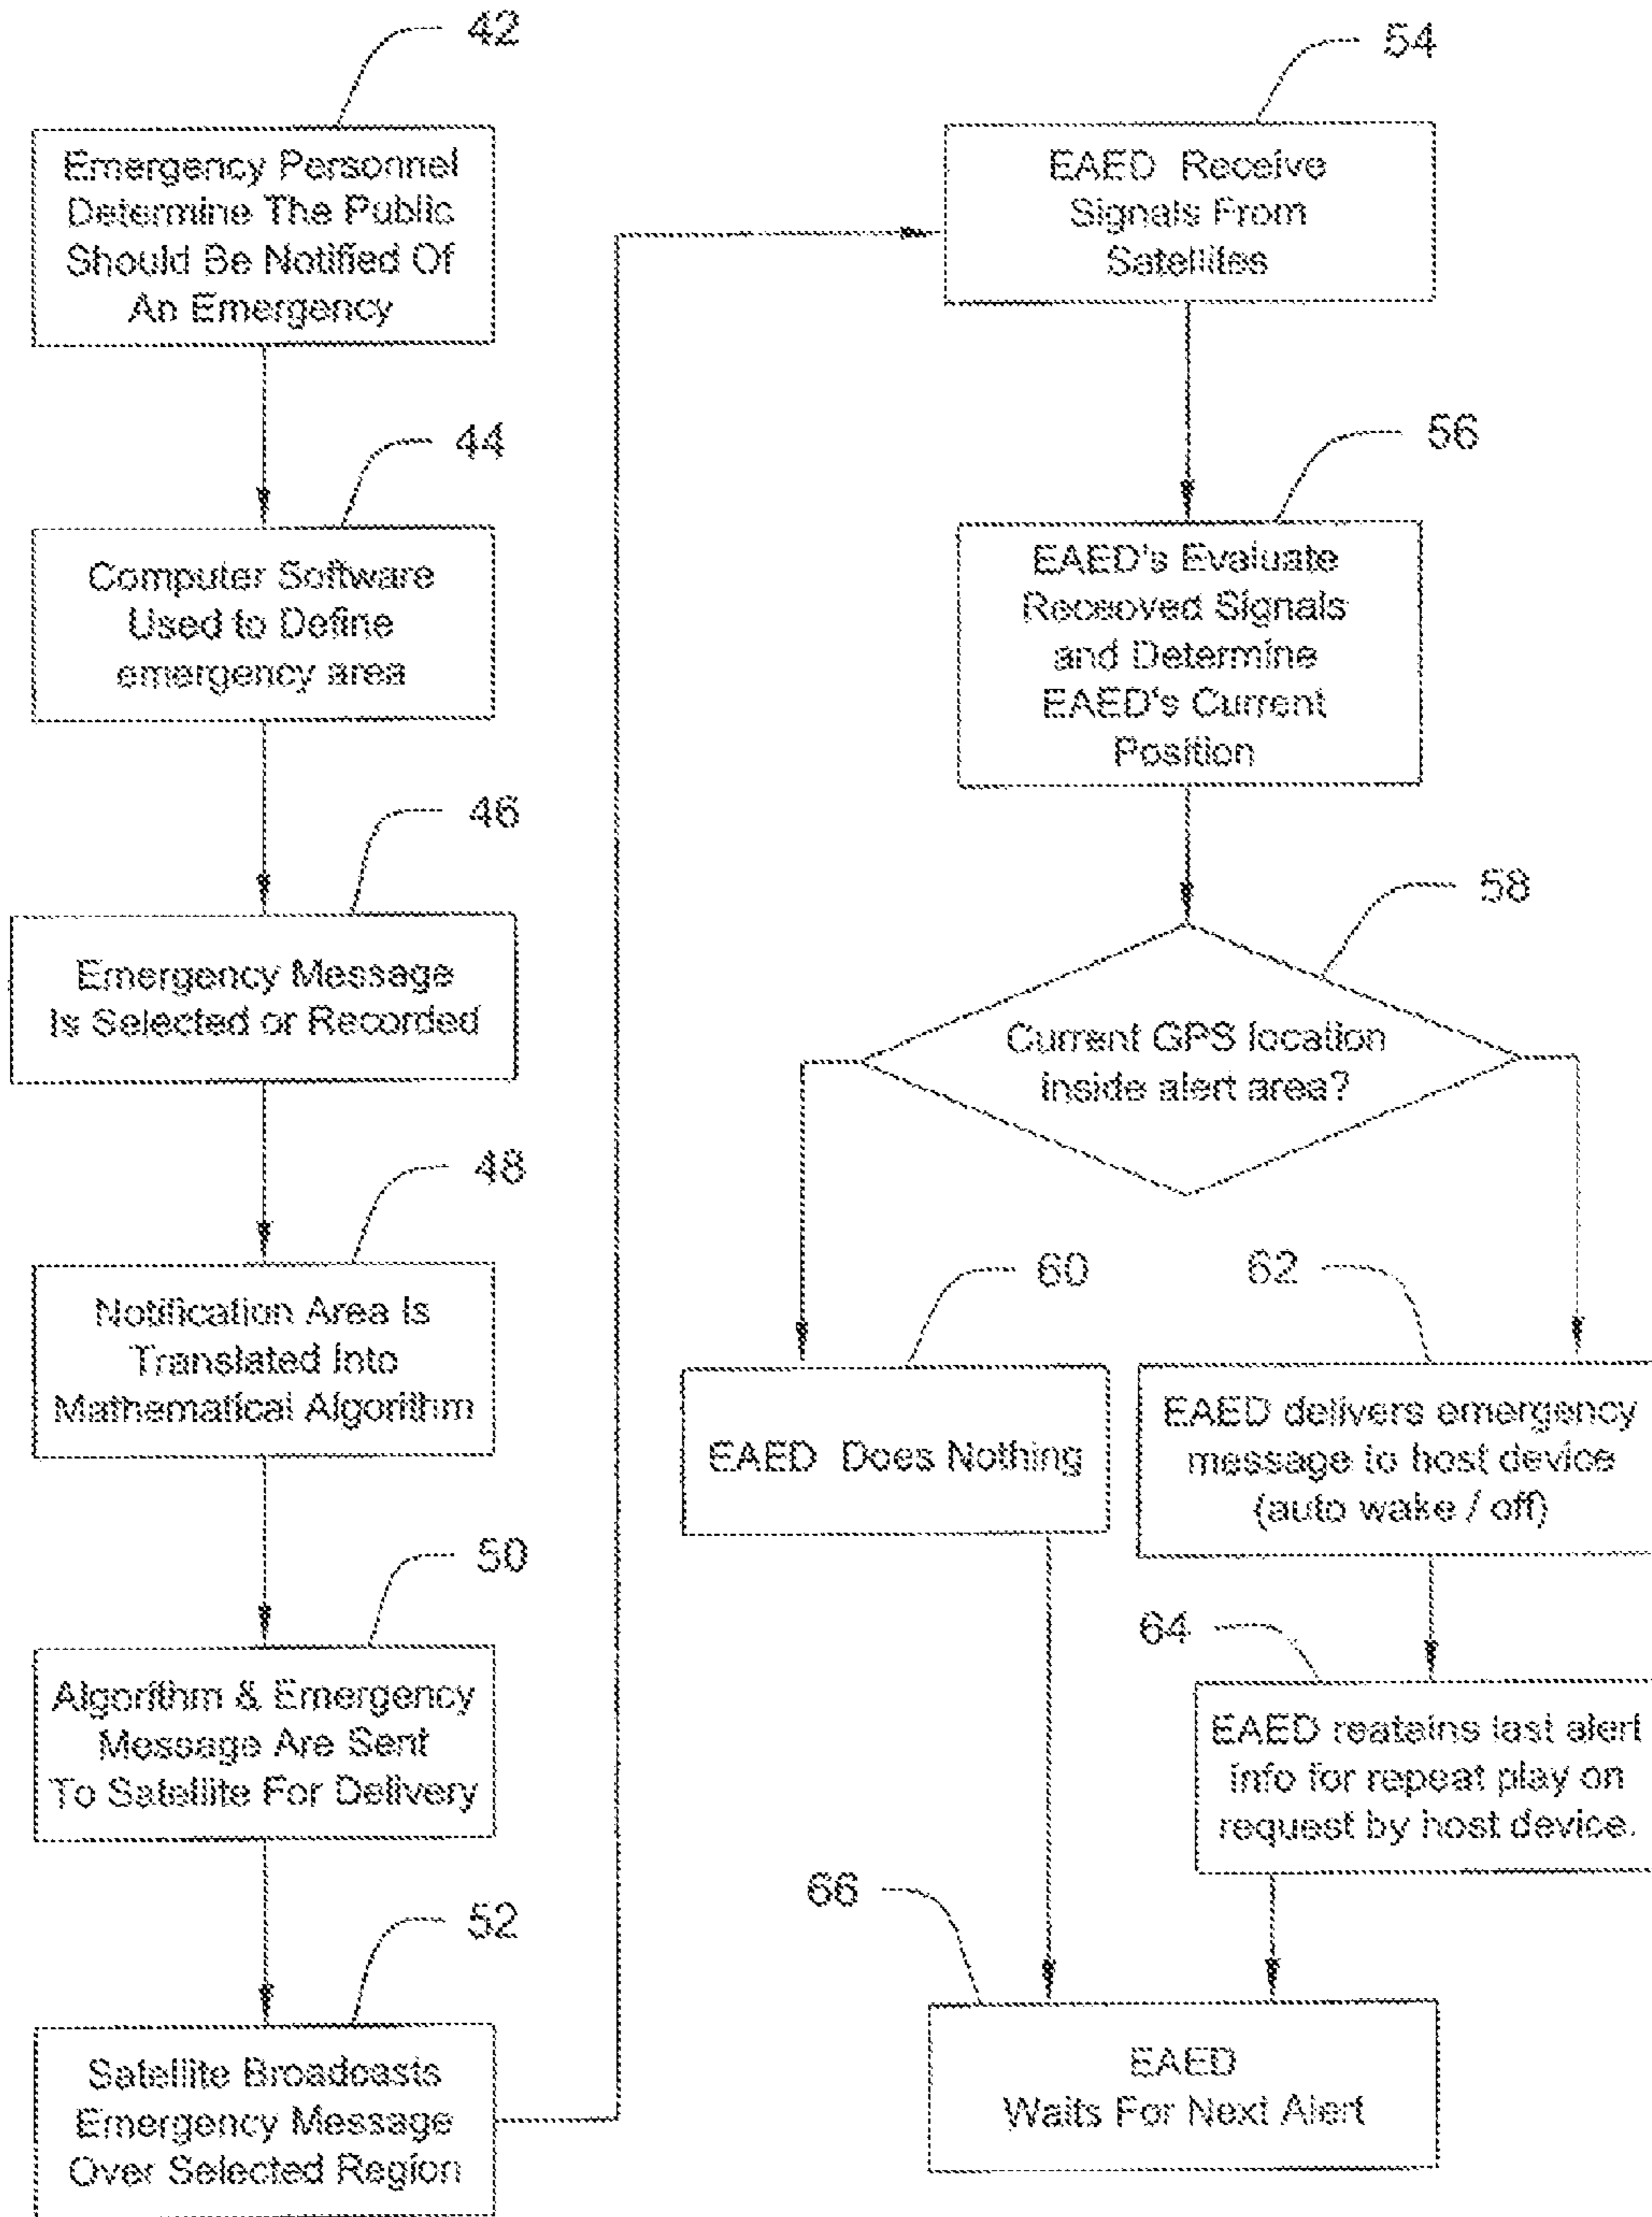 42
Emergency Personnel
Determine The Public
Should Be Notified Of
An Emergency
44
Computer Software
Used to Define
emergency area
46
Emergency Message
Is Selected or Recorded
48
Notification Area Is
Translated Into
Mathematical Algorithm
50
Algorithm & Emergency
Message Are Sent
To Satellite For Delivery
52
Satellite Broadcasts
Emergency Message
Over Selected Region
54
EAED Receive
Signals From
Satellites
56
EAED's Evaluate
Receoved Signals
and Determine
EAED's Current
Position
58
Current GPS location
inside alert area?
60
EAED Does Nothing
62
EAED delivers emergency
message to host device
(auto wake / off)
64
EAED reatains last alert
info for repeat play on
request by host device.
66
EAED
Waits For Next Alert